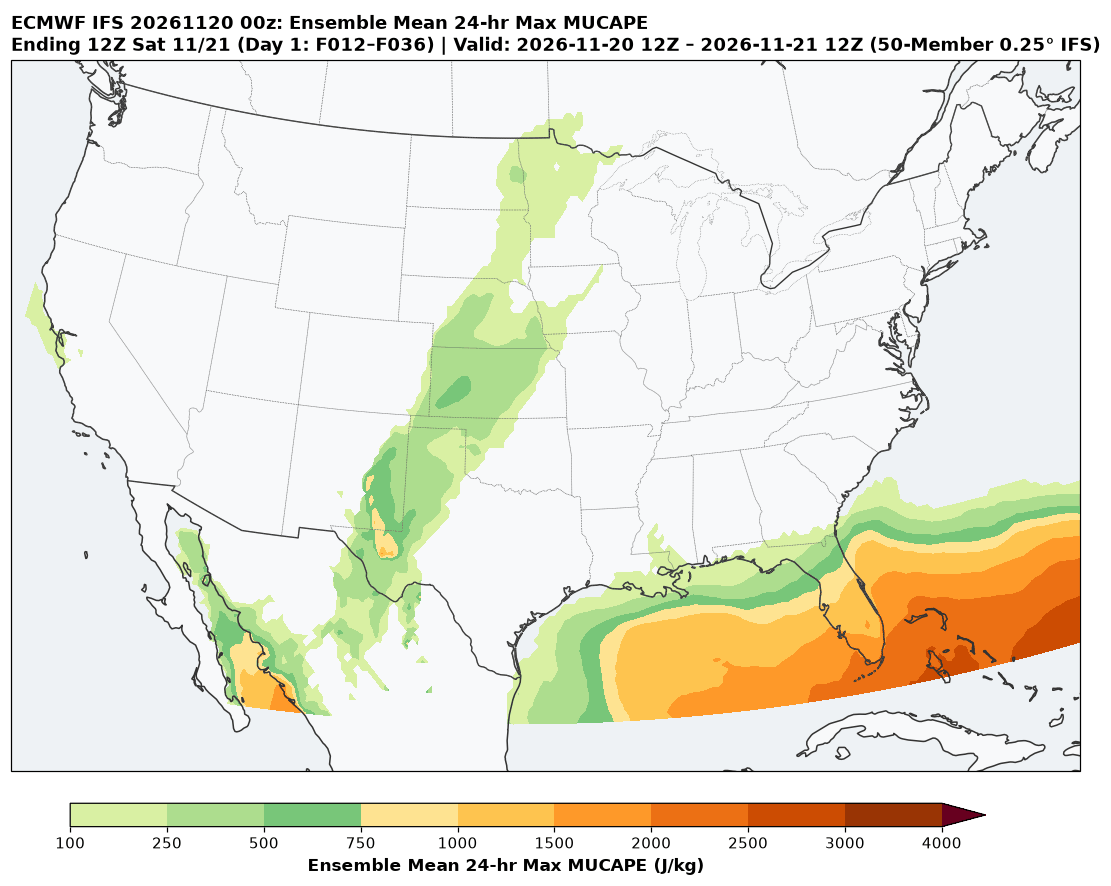 ECMWF IFS 20261120 00z: Ensemble Mean 24-hr Max MUCAPE
Ending 12Z Sat 11/21 (Day 1: F012–F036) | Valid: 2026-11-20 12Z – 2026-11-21 12Z (50-Member 0.25° IFS)
100 250 500 750 1000 1500 2000 2500 3000 4000
Ensemble Mean 24-hr Max MUCAPE (J/kg)